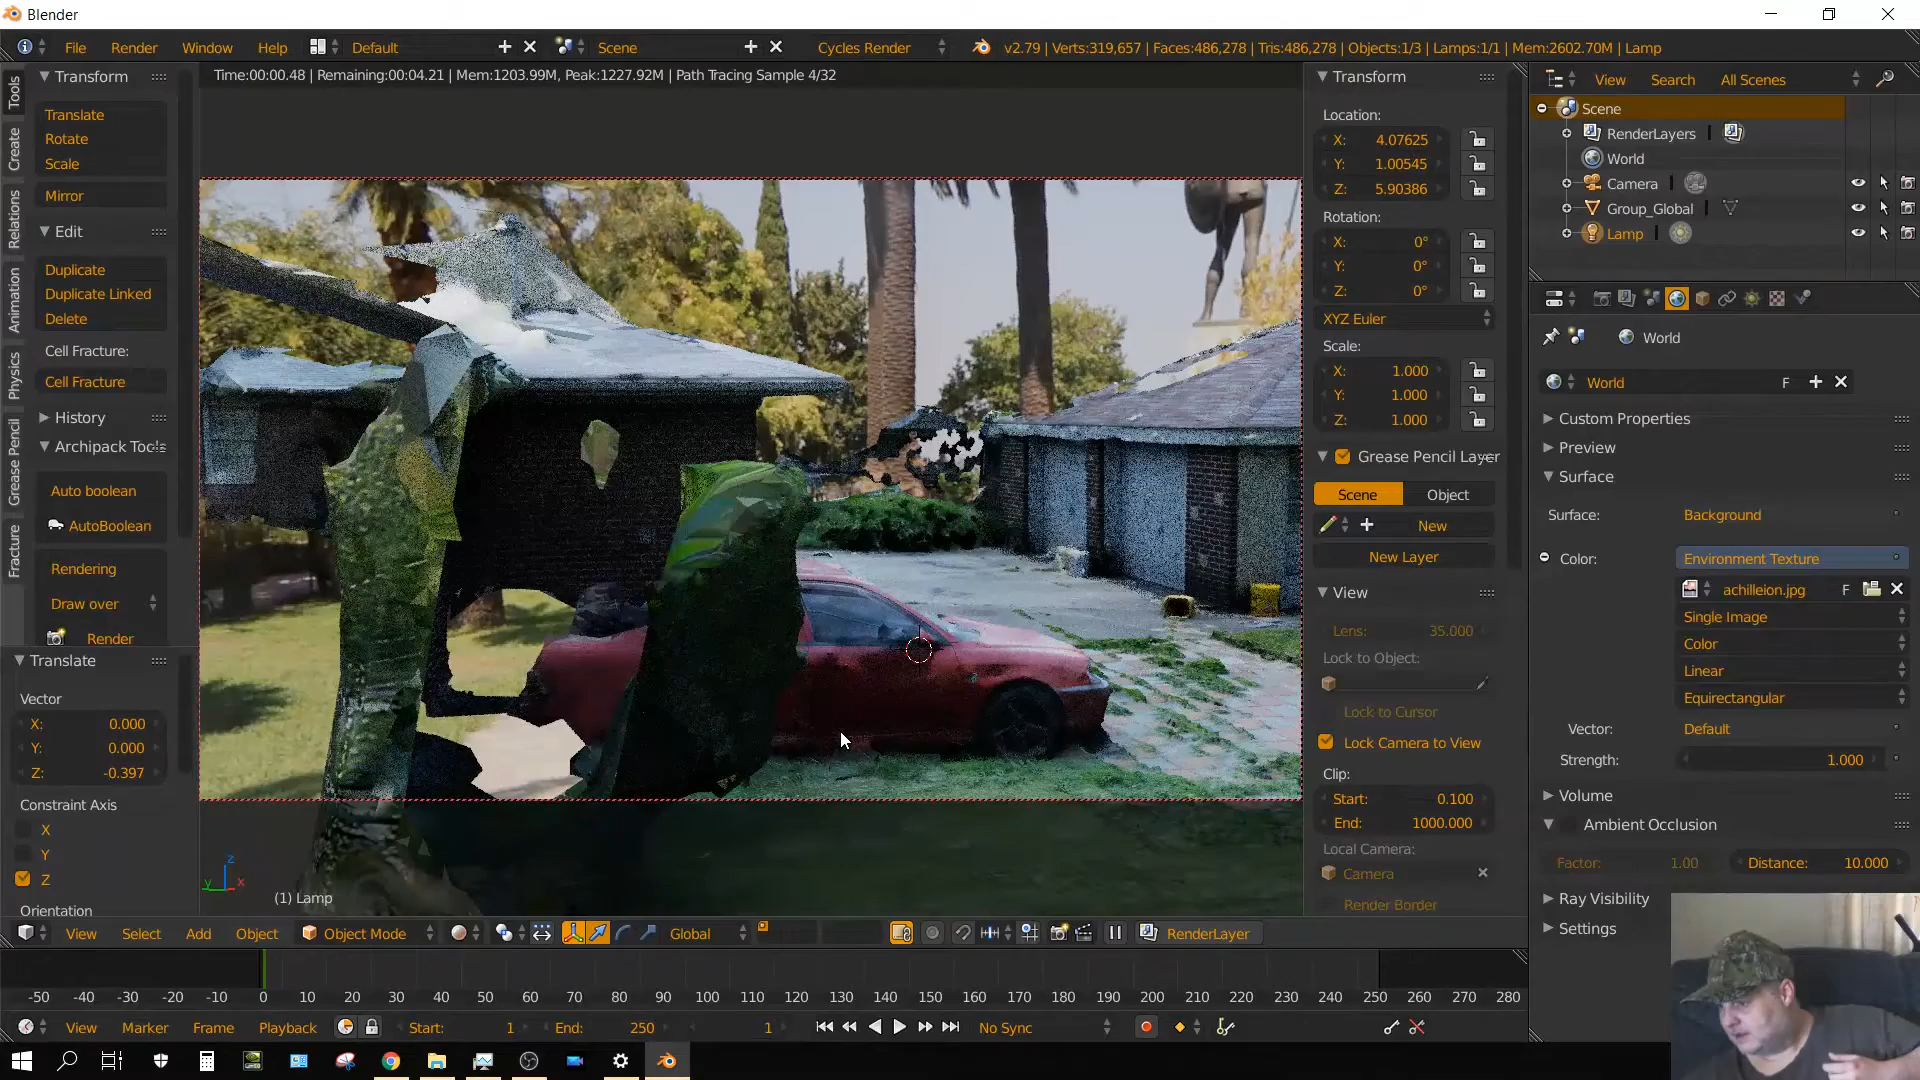 Blender
File Render Window Help Default Scene Cycles Render v2.79 | Verts:319,657 | Faces:486,278 | Tris:486,278 | Objects:1/3 | Lamps:1/1 | Mem:2602.70M | Lamp
Time:00:00.48 | Remaining:00:04.21 | Mem:1203.99M, Peak:1227.92M | Path Tracing Sample 4/32
Tools
Create
Relations
Animation
Physics
Grease Pencil
Fracture
Transform
Translate
Rotate
Scale
Mirror
Edit
Duplicate
Duplicate Linked
Delete
Cell Fracture:
Cell Fracture
History
Archipack Tools
Auto boolean
AutoBoolean
Rendering
Draw over
Render
Translate
Vector
X: 0.000
Y: 0.000
Z: -0.397
Constraint Axis
X
Y
Z
Orientation
z
y x
(1) Lamp
Transform
Location:
X: 4.07625
Y: 1.00545
Z: 5.90386
Rotation:
X: 0°
Y: 0°
Z: 0°
XYZ Euler
Scale:
X: 1.000
Y: 1.000
Z: 1.000
Grease Pencil Layer
Scene Object
New
New Layer
View
Lens: 35.000
Lock to Object:
Lock to Cursor
Lock Camera to View
Clip:
Start: 0.100
End: 1000.000
Local Camera:
Camera
Render Border
View Search All Scenes
Scene
RenderLayers
World
Camera
Group_Global
Lamp
World
World F
Custom Properties
Preview
Surface
Surface: Background
Color: Environment Texture
achilleion.jpg F
Single Image
Color
Linear
Equirectangular
Vector: Default
Strength: 1.000
Volume
Ambient Occlusion
Factor: 1.00 Distance: 10.000
Ray Visibility
Settings
View Select Add Object Object Mode Global RenderLayer
-50 -40 -30 -20 -10 0 10 20 30 40 50 60 70 80 90 100 110 120 130 140 150 160 170 180 190 200 210 220 230 240 250 260 270 280
View Marker Frame Playback Start: 1 End: 250 1 No Sync